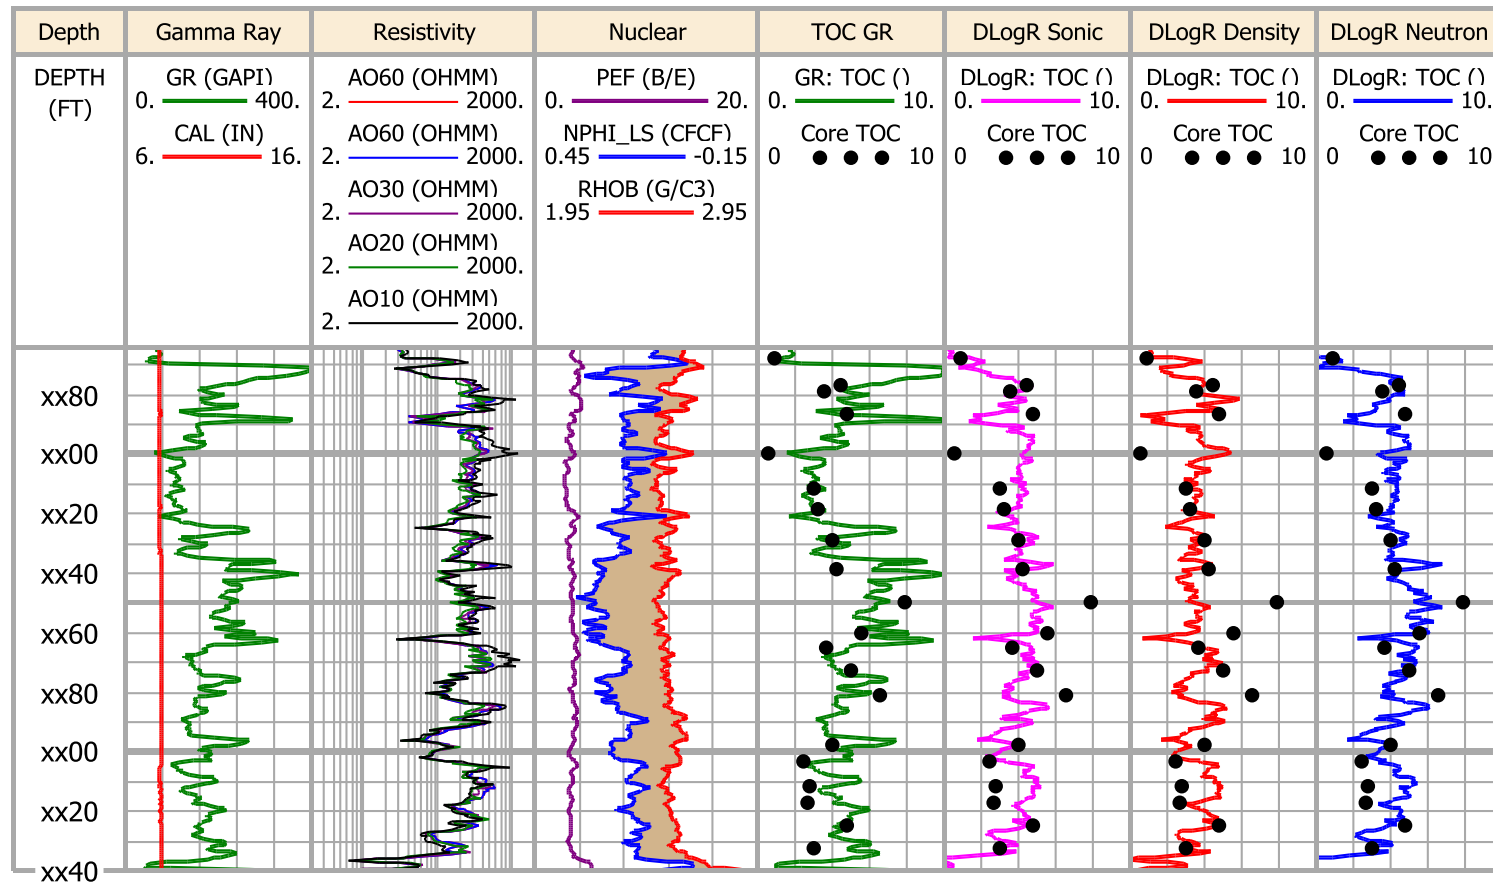 Depth Gamma Ray Resistivity Nuclear TOC GR DLogR Sonic DLogR Density DLogR Neutron
DEPTH GR (GAPI) AO60 (OHMM) PEF (B/E) GR: TOC () DLogR: TOC () DLogR: TOC () DLogR: TOC ()
(FT) 0. 400. 2. 2000. 0. 20. 0. 10. 0. 10. 0. 10. 0. 10.
CAL (IN) AO60 (OHMM) NPHI_LS (CFCF) Core TOC Core TOC Core TOC Core TOC
6. 16. 2. 2000. 0.45 -0.15 0 10 0 10 0 10 0 10
AO30 (OHMM) RHOB (G/C3)
2. 2000. 1.95 2.95
AO20 (OHMM)
2. 2000.
AO10 (OHMM)
2. 2000.
xx80
xx00
xx20
xx40
xx60
xx80
xx00
xx20
xx40